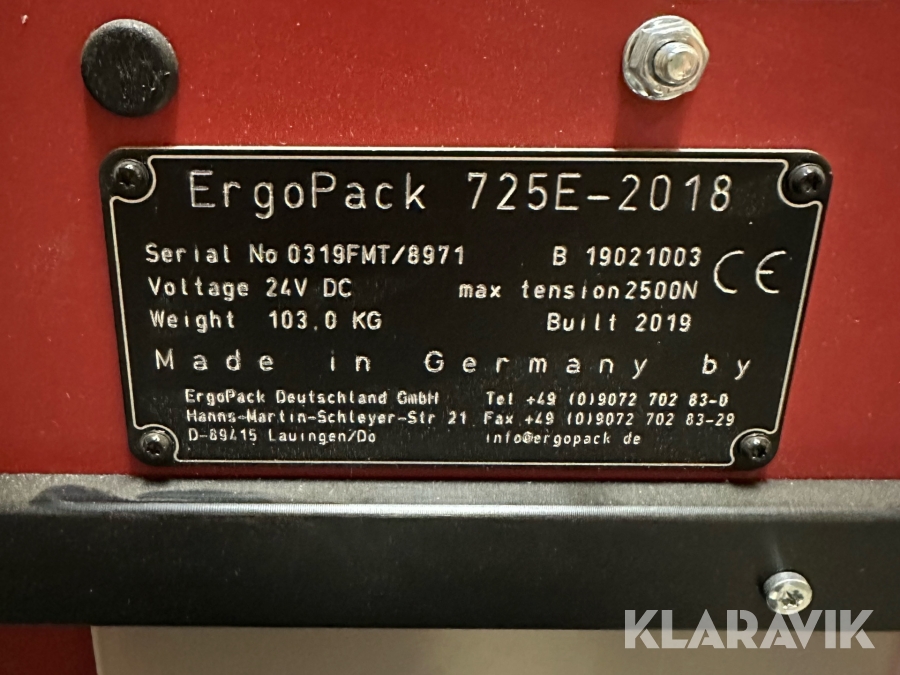 ErgoPack 725E-2018
Serial No 0319FMT/8971 B 19021003 CE
Voltage 24V DC max tension 2500N
Weight 103.0 KG Built 2019
Made in Germany by
ErgoPack Deutschland GmbH Tel +49 (0)9072 702 83-0
Hanns-Martin-Schleyer-Str 21 Fax +49 (0)9072 702 83-29
D-89415 Lauingen/Do info@ergopack de
KLARAVIK